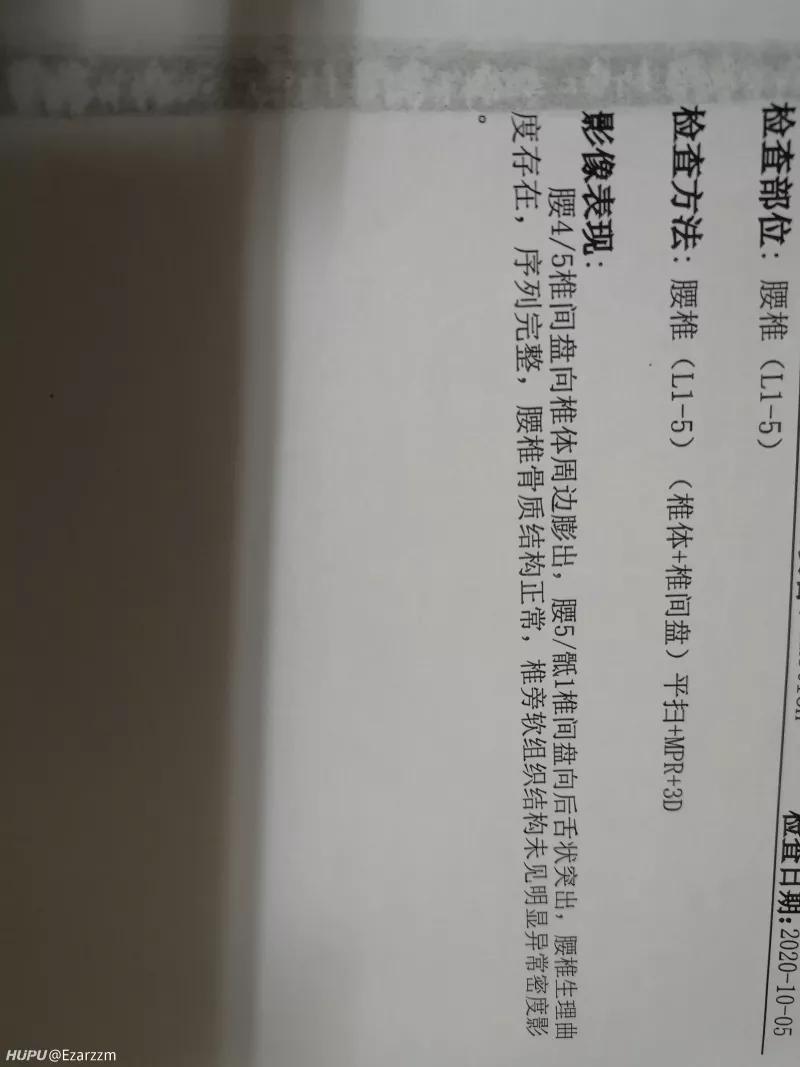 检查日期:2020-10-05
检查部位: 腰椎 (L1-5)
检查方法: 腰椎 (L1-5) (椎体+椎间盘) 平扫+MPR+3D
影像表现:
腰4/5椎间盘向椎体周边膨出, 腰5/骶1椎间盘向后舌状突出, 腰椎生理曲
度存在, 序列完整, 腰椎骨质结构正常, 椎旁软组织结构未见明显异常密度影
。
HUPU@Ezarzzm